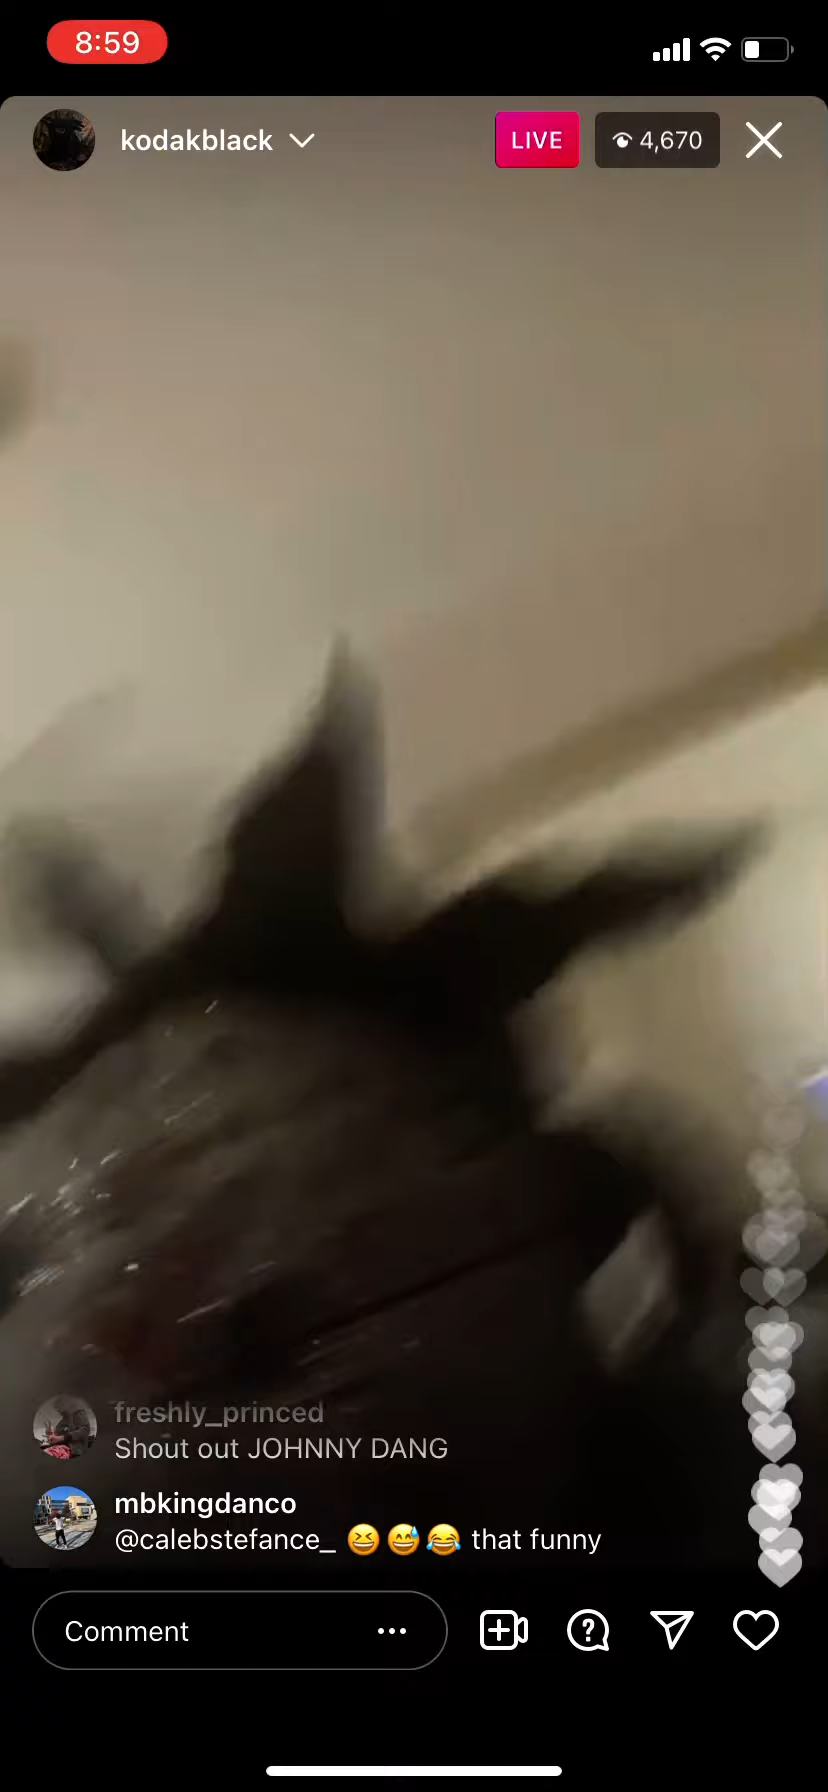 8:59
kodakblack
LIVE
4,670
freshly_princed
Shout out JOHNNY DANG
mbkingdanco
@calebstefance_ 😆😅😂 that funny
Comment